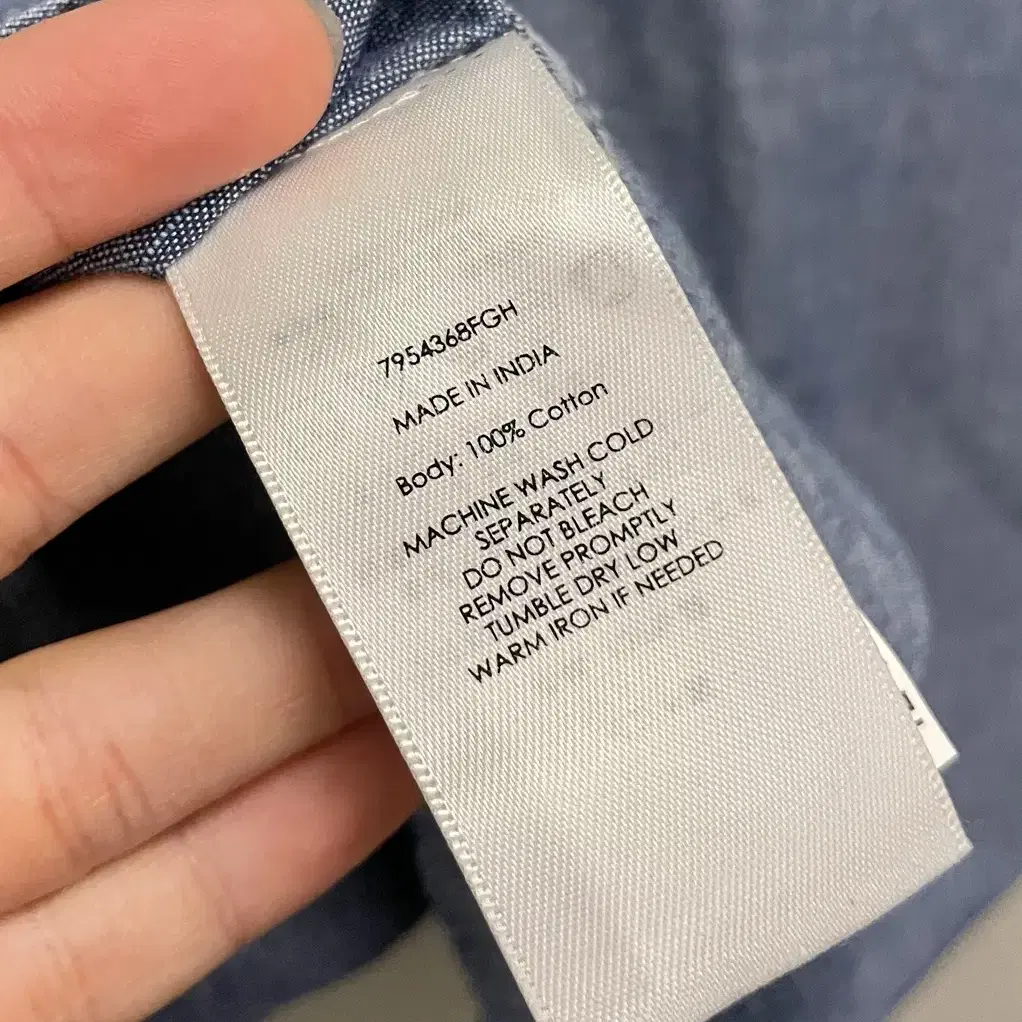 7954368FGH
MADE IN INDIA
Body: 100% Cotton
MACHINE WASH COLD
SEPARATELY
DO NOT BLEACH
REMOVE PROMPTLY
TUMBLE DRY LOW
WARM IRON IF NEEDED